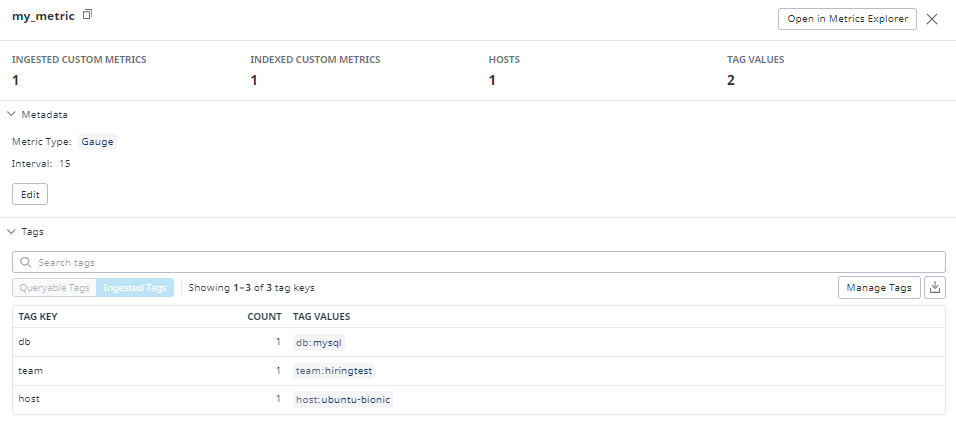 my_metric
Open in Metrics Explorer
INGESTED CUSTOM METRICS INDEXED CUSTOM METRICS HOSTS TAG VALUES
1 1 1 2
Metadata
Metric Type: Gauge
Interval: 15
Edit
Tags
Search tags
Queryable Tags Ingested Tags Showing 1–3 of 3 tag keys Manage Tags
TAG KEY COUNT TAG VALUES
db 1 db:mysql
team 1 team:hiringtest
host 1 host:ubuntu-bionic